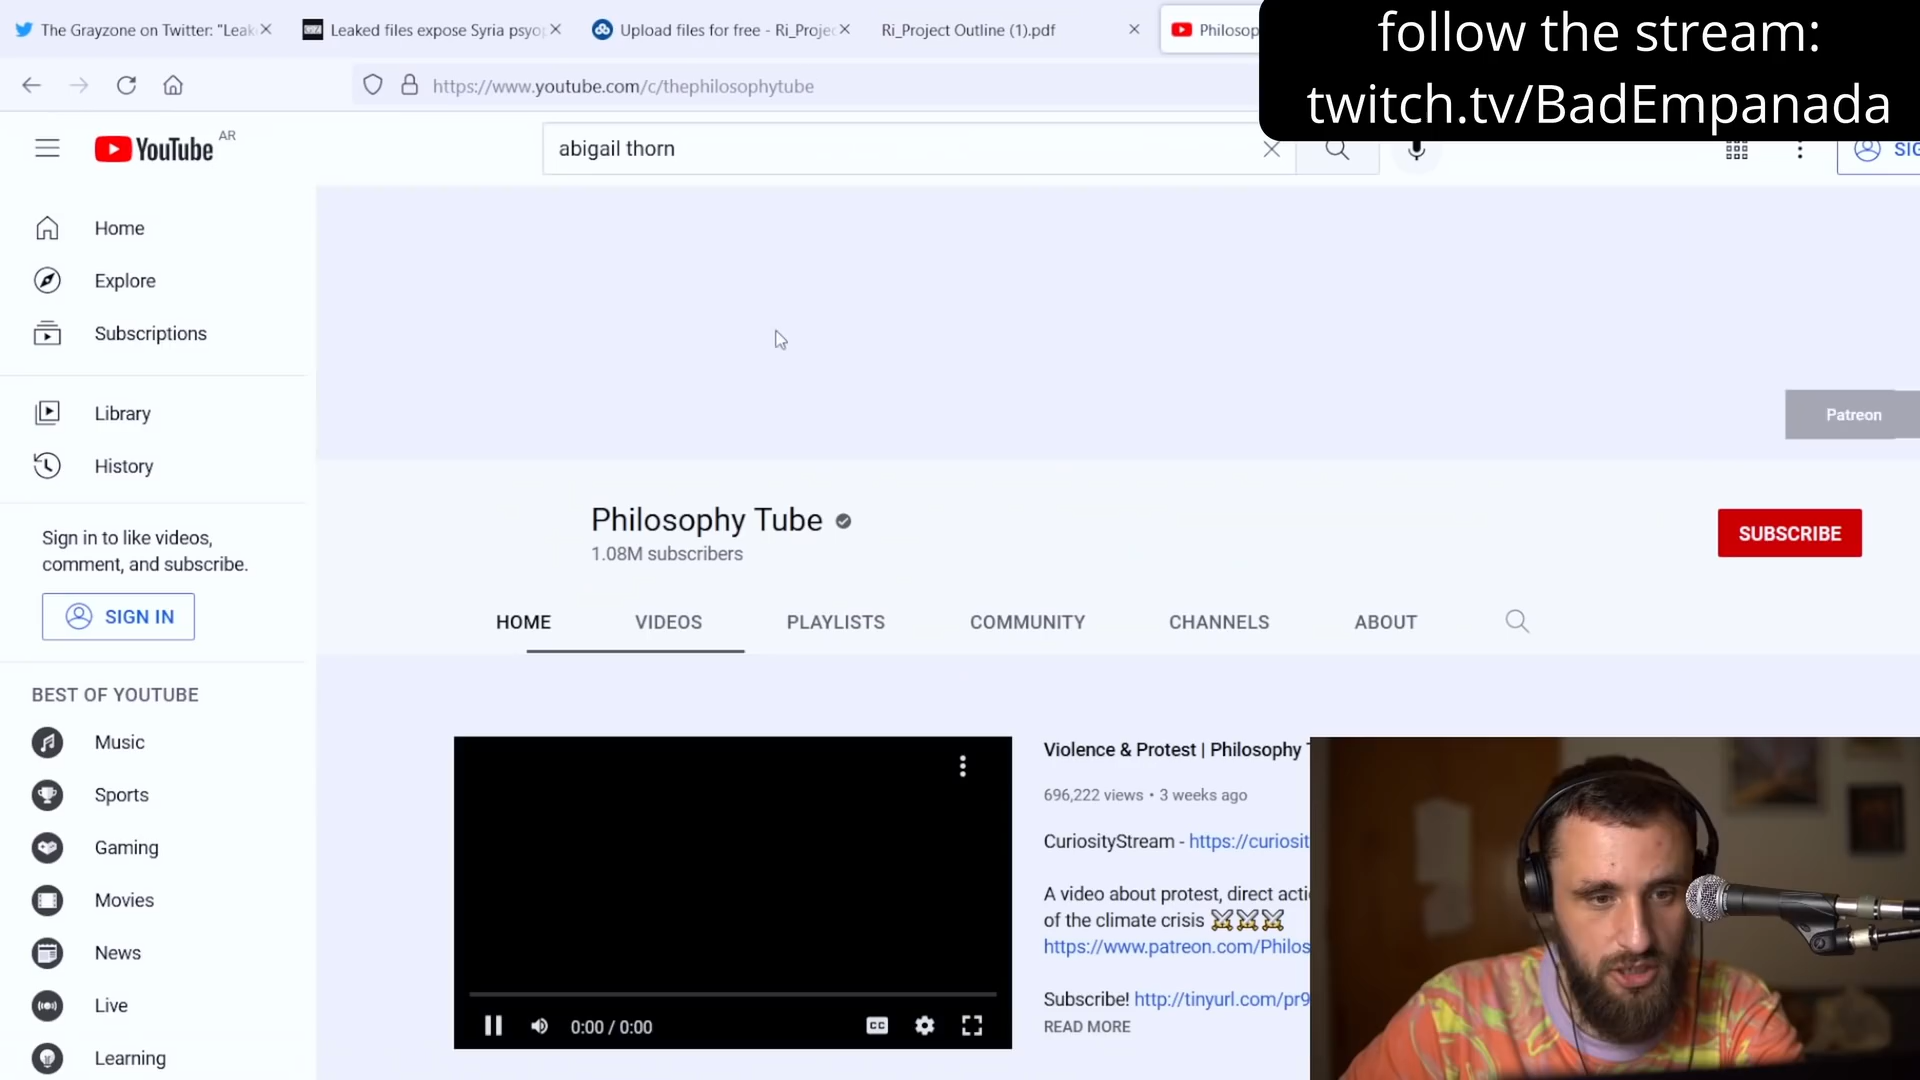 The Grayzone on Twitter: "Leak
Leaked files expose Syria psyop
Upload files for free - Ri_Projec
Ri_Project Outline (1).pdf
Philosop
follow the stream:
twitch.tv/BadEmpanada
https://www.youtube.com/c/thephilosophytube
YouTube AR
abigail thorn
SIG
Home
Explore
Subscriptions
Library
History
Sign in to like videos,
comment, and subscribe.
SIGN IN
BEST OF YOUTUBE
Music
Sports
Gaming
Movies
News
Live
Learning
Patreon
Philosophy Tube
1.08M subscribers
SUBSCRIBE
HOME
VIDEOS
PLAYLISTS
COMMUNITY
CHANNELS
ABOUT
0:00 / 0:00
CC
Violence & Protest | Philosophy
696,222 views • 3 weeks ago
CuriosityStream - https://curiosit
A video about protest, direct acti
of the climate crisis ⚔⚔⚔
https://www.patreon.com/Philos
Subscribe! http://tinyurl.com/pr9
READ MORE